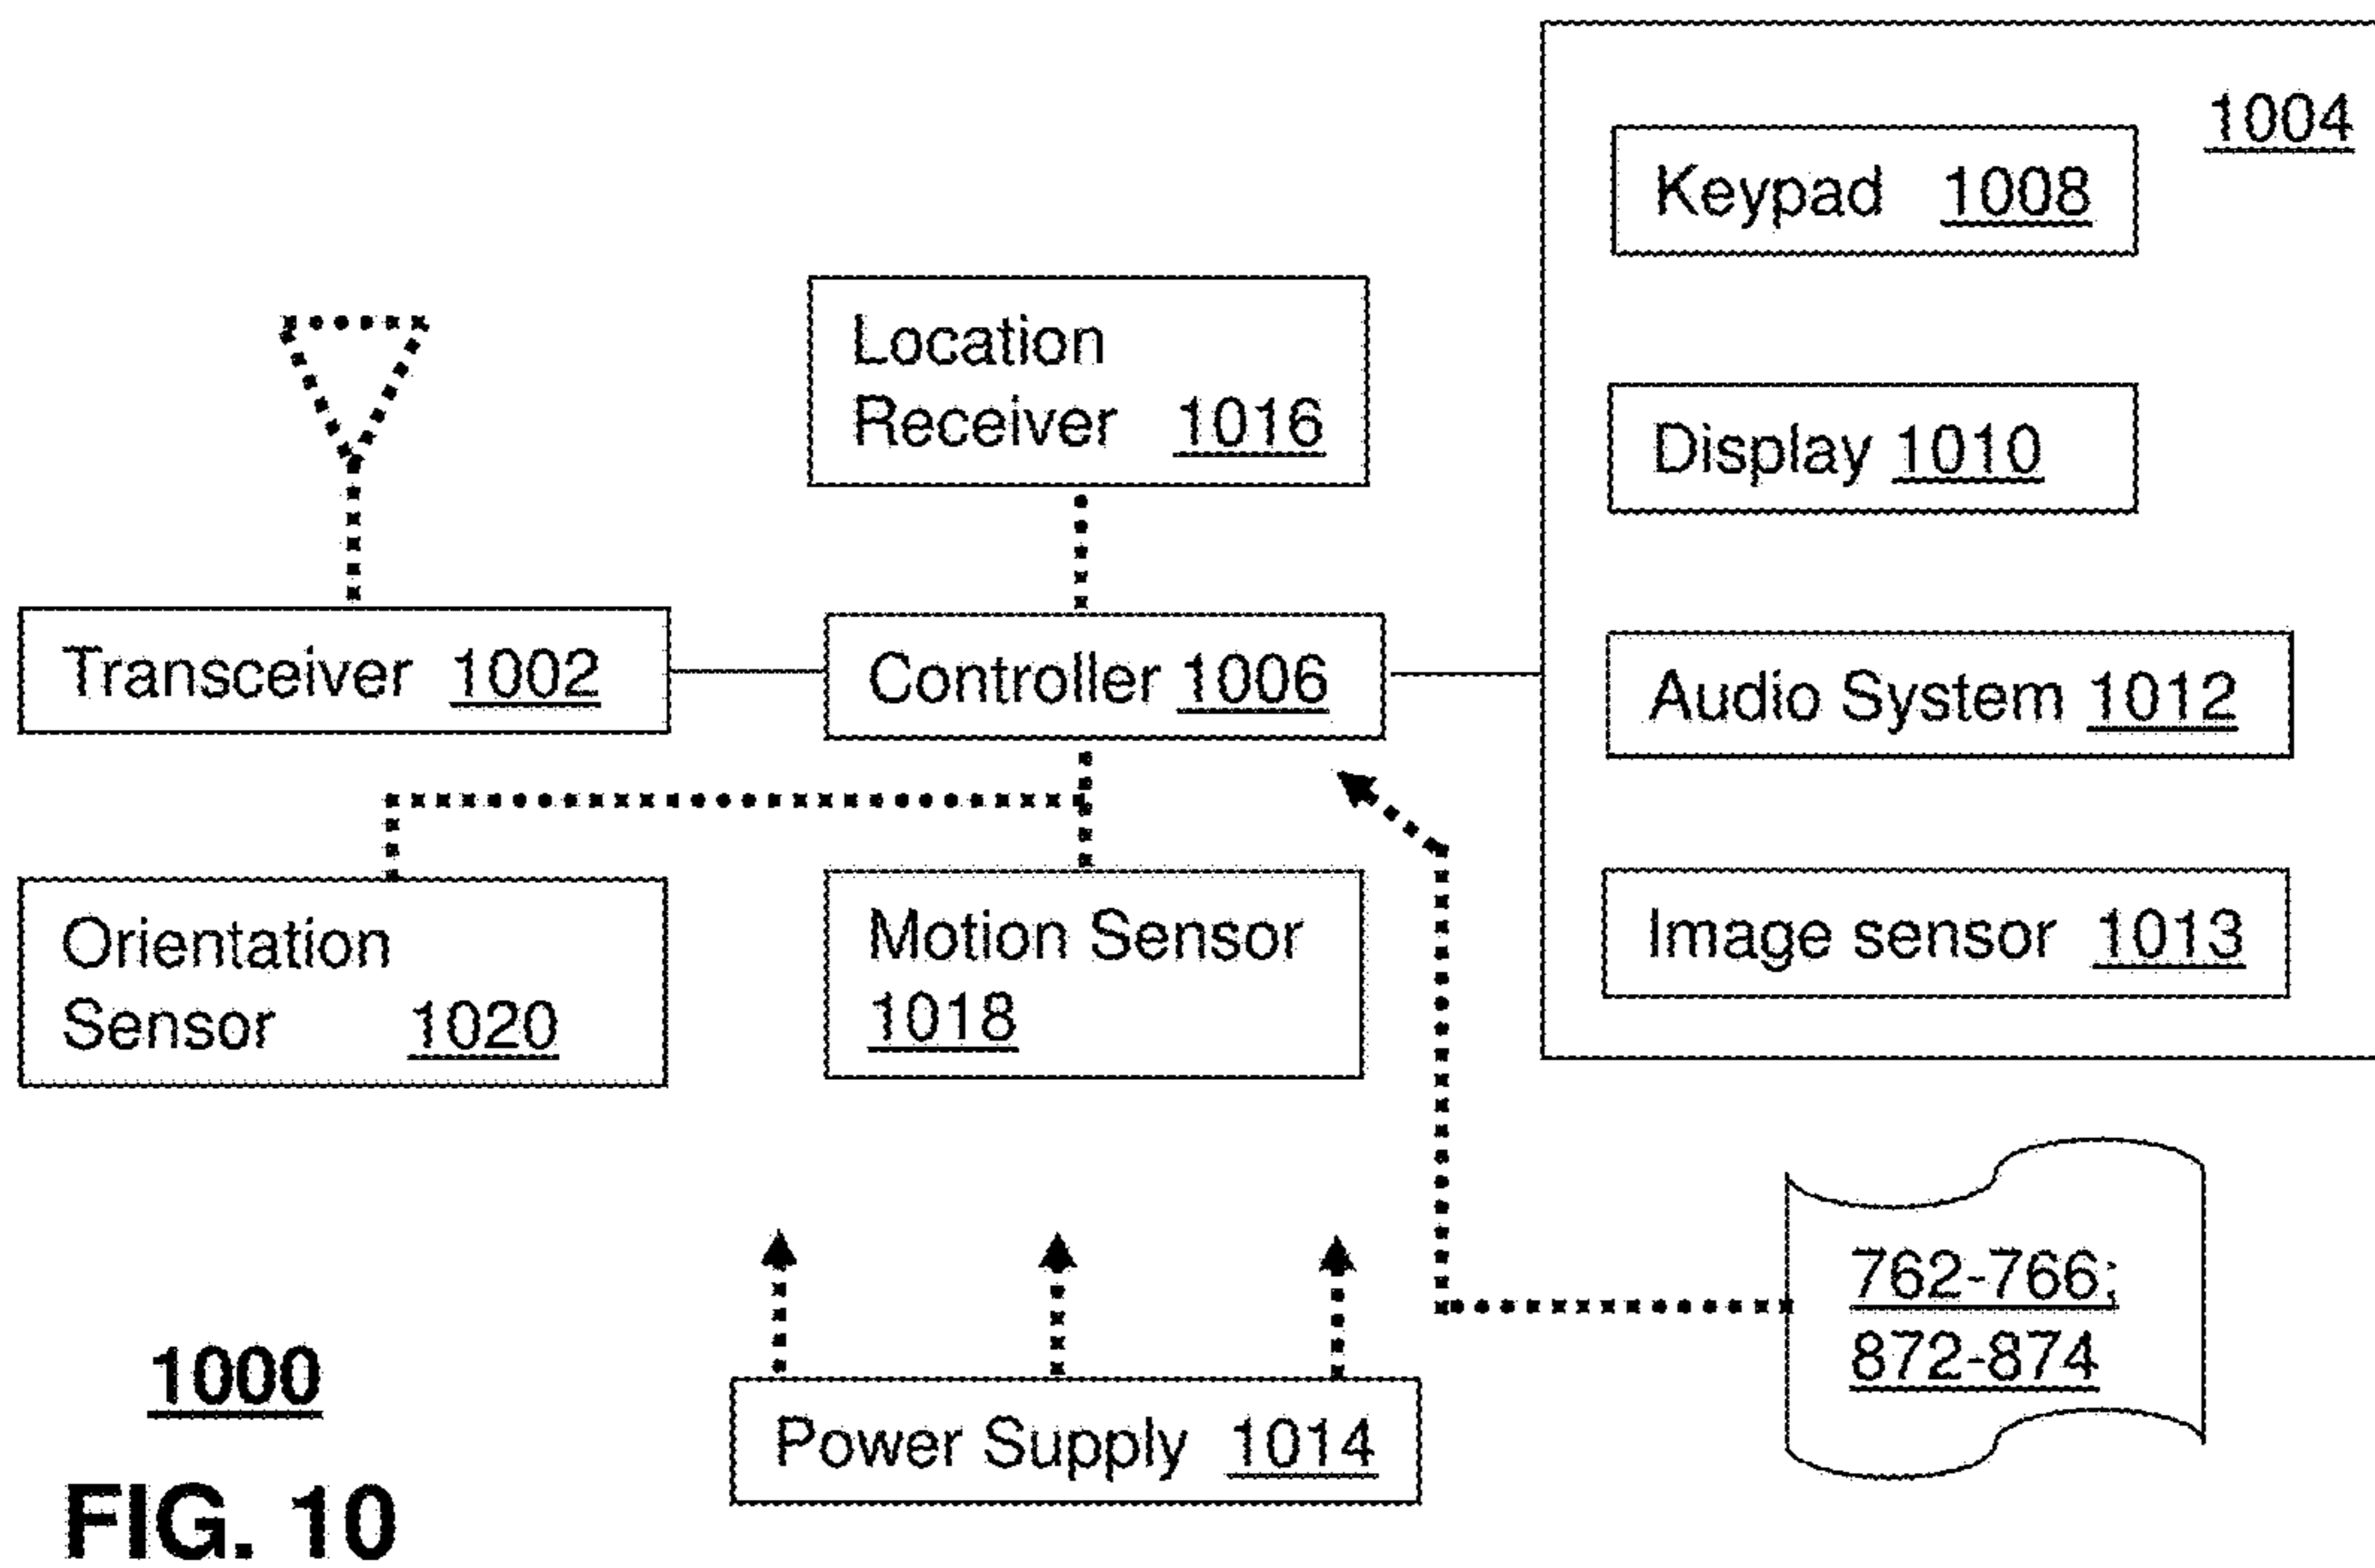 1004
Keypad 1008
Location
Receiver 1016
Display 1010
Transceiver 1002
Controller 1006
Audio System 1012
Orientation
Sensor 1020
Motion Sensor
1018
Image sensor 1013
762-766;
872-874
1000
Power Supply 1014
FIG. 10